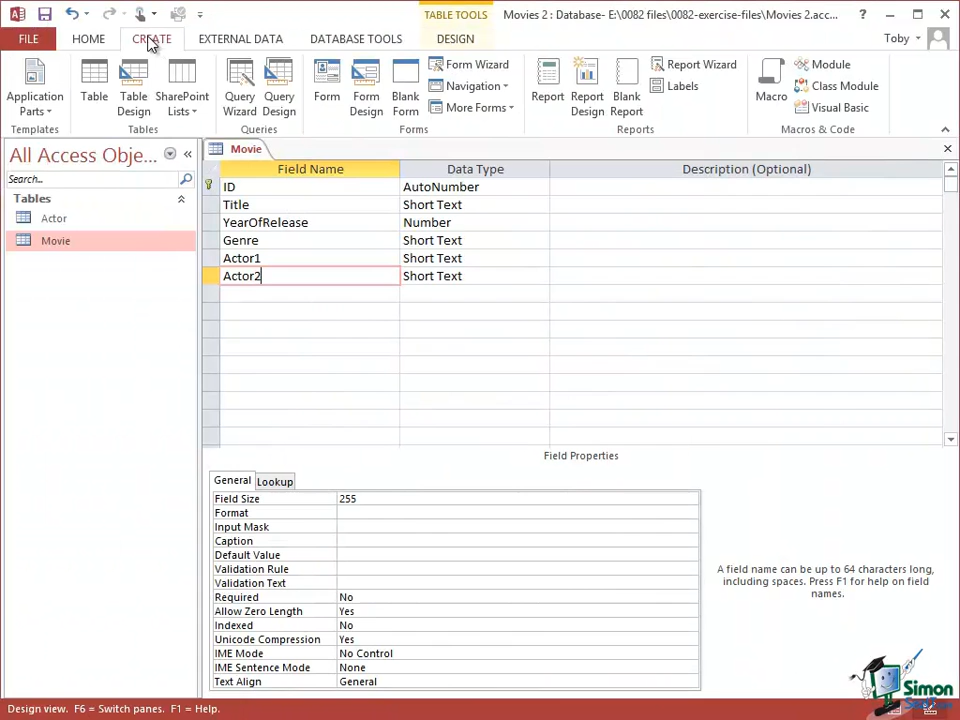 TABLE TOOLS
Movies 2 : Database- E:\0082 files\0082-exercise-files\Movies 2.acc...
?
FILE HOME CREATE EXTERNAL DATA DATABASE TOOLS DESIGN Toby
Application Parts
Table
Table Design
SharePoint Lists
Query Wizard
Query Design
Form
Form Design
Blank Form
Form Wizard
Navigation
More Forms
Report
Report Design
Blank Report
Report Wizard
Labels
Macro
Module
Class Module
Visual Basic
Templates Tables Queries Forms Reports Macros & Code
All Access Obje... «
Search...
Tables
Actor
Movie
Movie
Field Name Data Type Description (Optional)
ID AutoNumber
Title Short Text
YearOfRelease Number
Genre Short Text
Actor1 Short Text
Actor2 Short Text
Field Properties
General Lookup
Field Size 255
Format
Input Mask
Caption
Default Value
Validation Rule
Validation Text
Required No
Allow Zero Length Yes
Indexed No
Unicode Compression Yes
IME Mode No Control
IME Sentence Mode None
Text Align General
A field name can be up to 64 characters long,
including spaces. Press F1 for help on field
names.
Design view. F6 = Switch panes. F1 = Help.
Simon